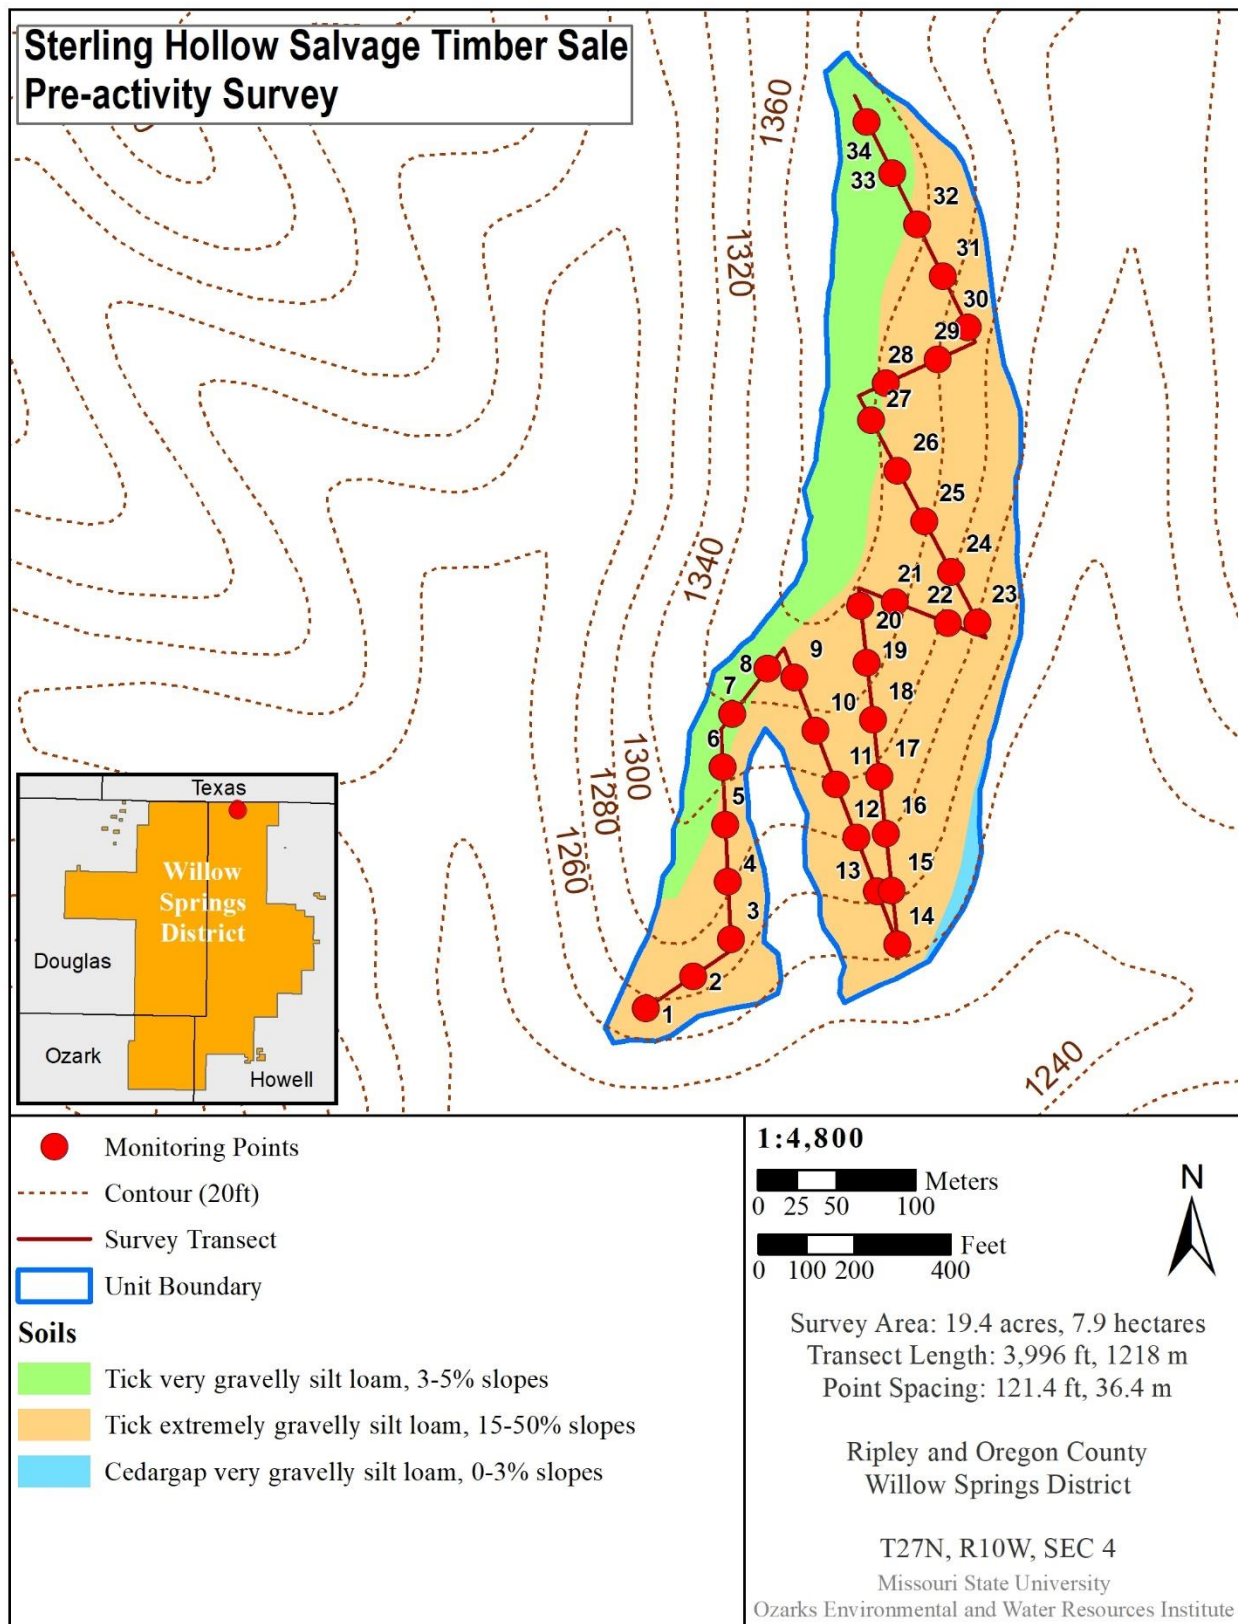 Sterling Hollow Salvage Timber Sale
Pre-activity Survey
1360
1320
1340
1300
1280
1260
1240
34
33
32
31
30
29
28
27
26
25
24
23
22
21
20
19
18
17
16
15
14
13
12
11
10
9
8
7
6
5
4
3
2
1
Texas
Willow
Springs
District
Douglas
Ozark
Howell
Monitoring Points
Contour (20ft)
Survey Transect
Unit Boundary
Soils
Tick very gravelly silt loam, 3-5% slopes
Tick extremely gravelly silt loam, 15-50% slopes
Cedargap very gravelly silt loam, 0-3% slopes
1:4,800
Meters
0 25 50 100
Feet
0 100 200 400
N
Survey Area: 19.4 acres, 7.9 hectares
Transect Length: 3,996 ft, 1218 m
Point Spacing: 121.4 ft, 36.4 m
Ripley and Oregon County
Willow Springs District
T27N, R10W, SEC 4
Missouri State University
Ozarks Environmental and Water Resources Institute